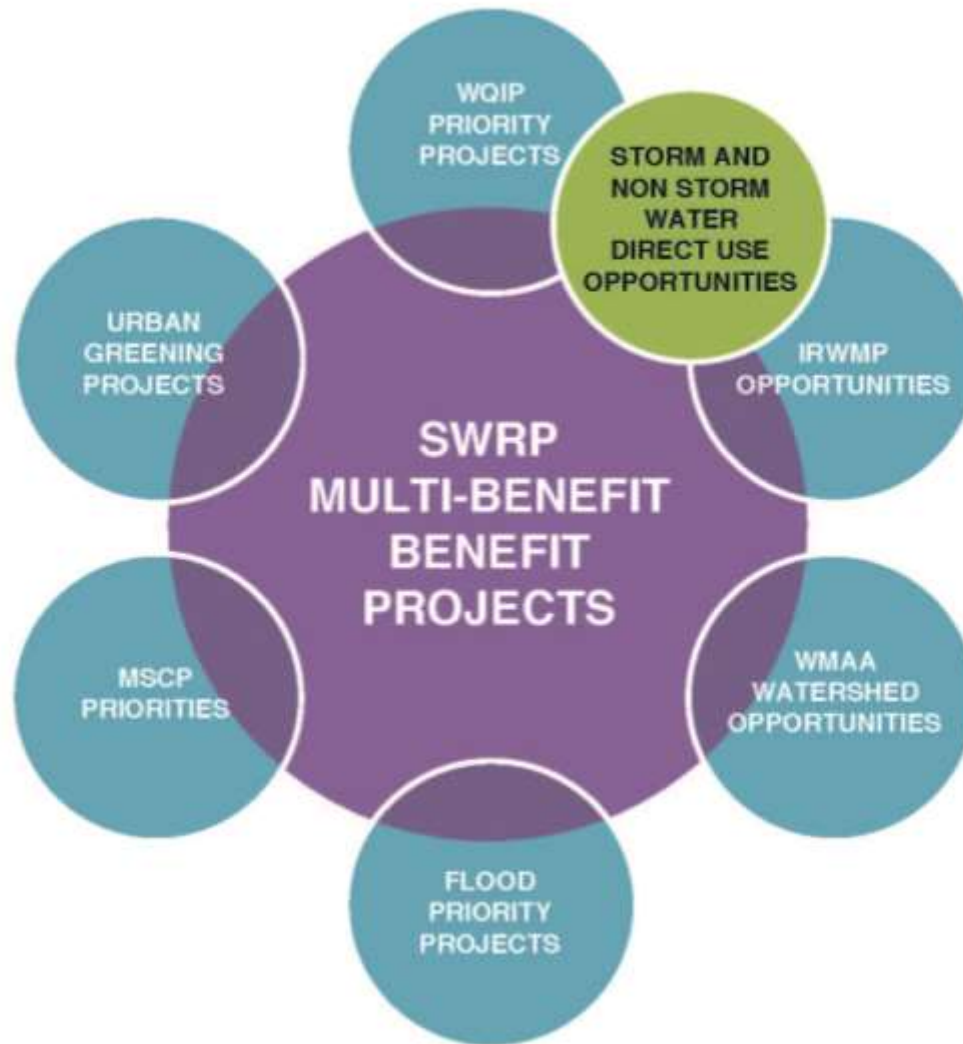 WQIP
PRIORITY
PROJECTS
STORM AND
NON STORM
WATER
DIRECT USE
OPPORTUNITIES
URBAN
GREENING
PROJECTS
IRWMP
OPPORTUNITIES
SWRP
MULTI-BENEFIT
BENEFIT
PROJECTS
MSCP
PRIORITIES
WMAA
WATERSHED
OPPORTUNITIES
FLOOD
PRIORITY
PROJECTS